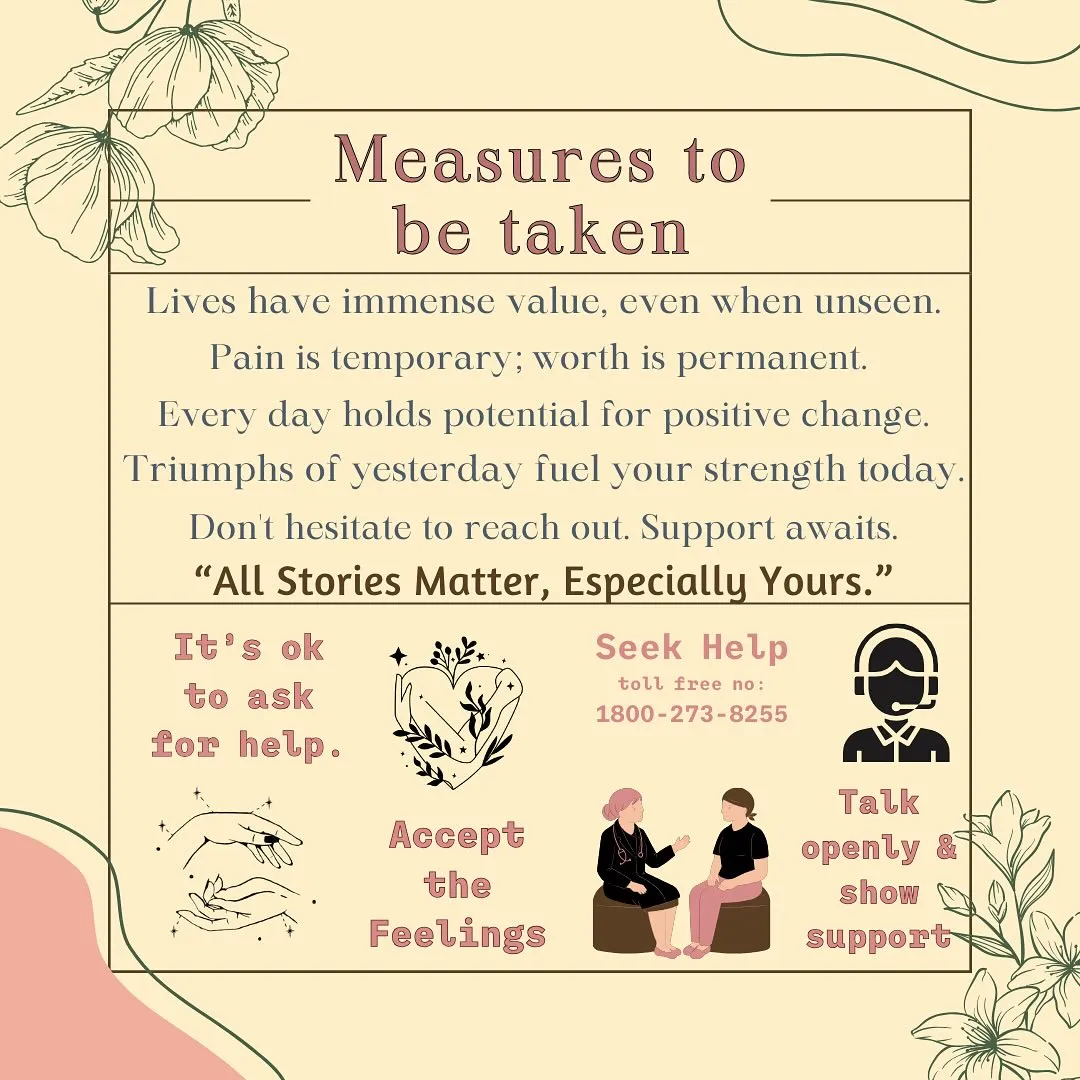 Measures to
be taken
Lives have immense value, even when unseen.
Pain is temporary; worth is permanent.
Every day holds potential for positive change.
Triumphs of yesterday fuel your strength today.
Don't hesitate to reach out. Support awaits.
“All Stories Matter, Especially Yours.”
It's ok
to ask
for help.
Seek Help
toll free no:
1800-273-8255
Accept
the
Feelings
Talk
openly &
show
support